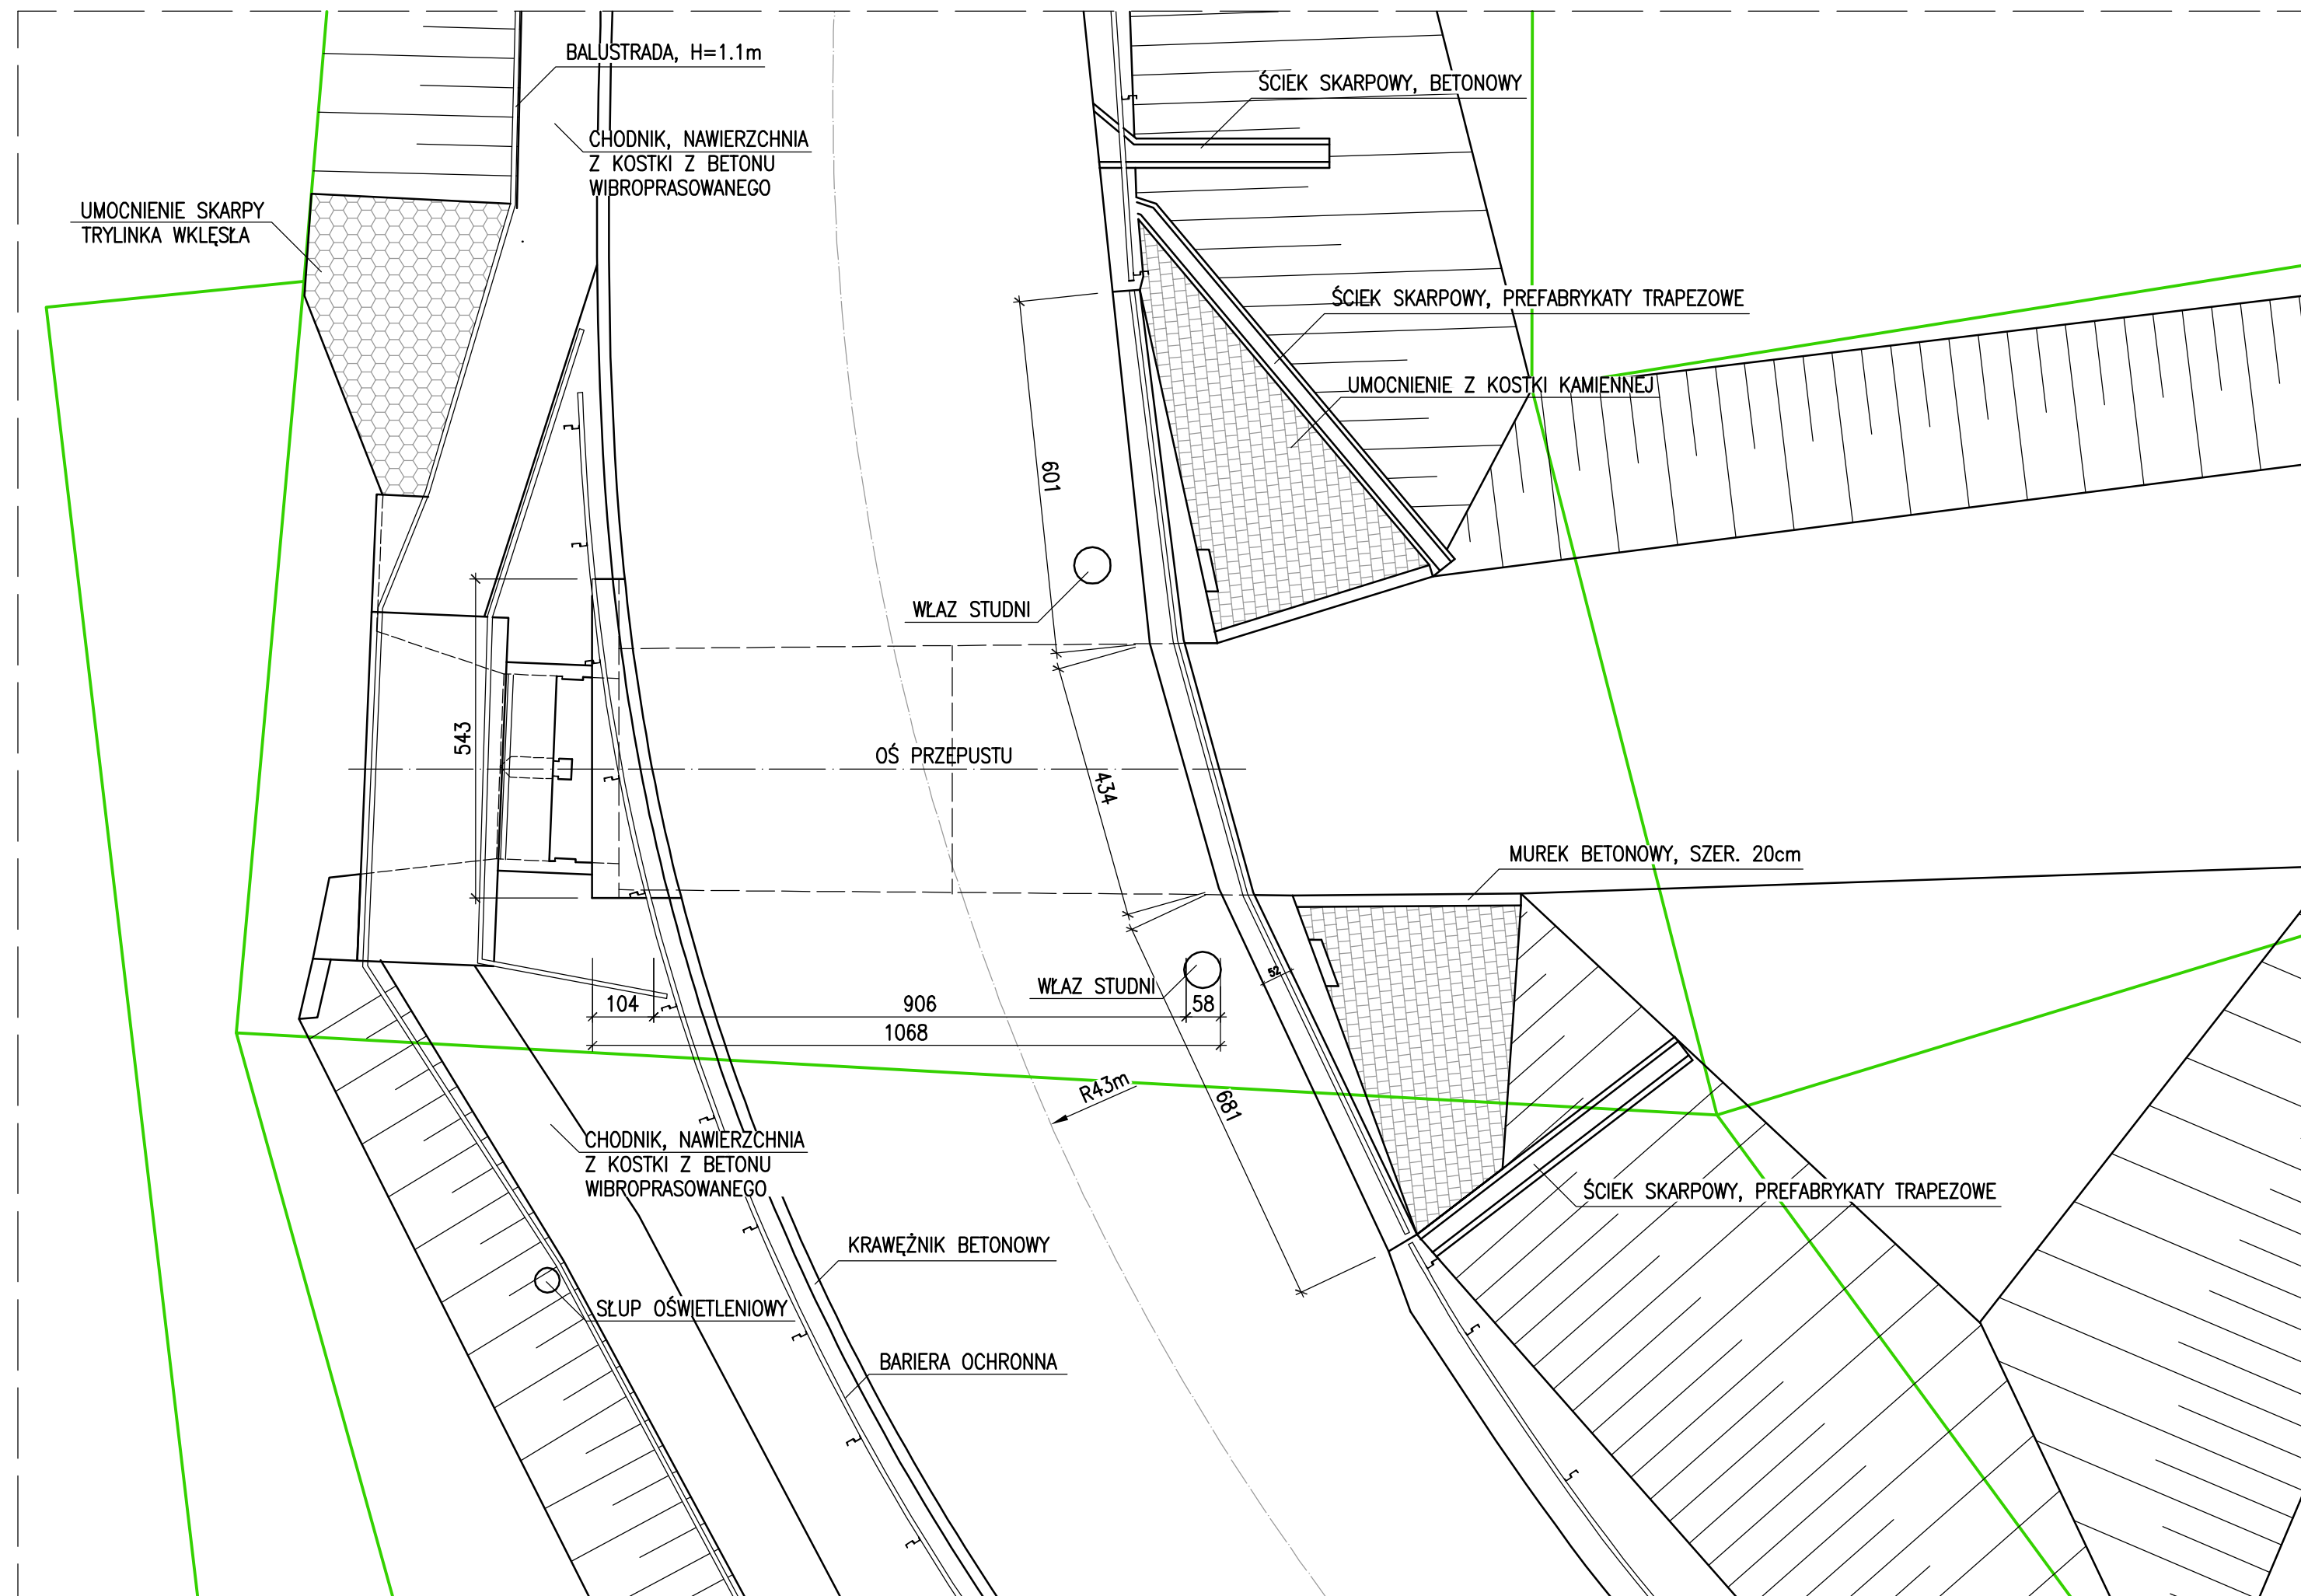 BALUSTRADA, H=1.1m
ŚCIEK SKARPOWY, BETONOWY
CHODNIK, NAWIERZCHNIA
Z KOSTKI Z BETONU
WIBROPRASOWANEGO
UMOCNIENIE SKARPY
TRYLINKA WKLĘSŁA
ŚCIEK SKARPOWY, PREFABRYKATY TRAPEZOWE
UMOCNIENIE Z KOSTKI KAMIENNEJ
601
WŁAZ STUDNI
543
OŚ PRZEPUSTU
434
MUREK BETONOWY, SZER. 20cm
52
WŁAZ STUDNI
104
906
58
1068
R43m
681
CHODNIK, NAWIERZCHNIA
Z KOSTKI Z BETONU
WIBROPRASOWANEGO
ŚCIEK SKARPOWY, PREFABRYKATY TRAPEZOWE
KRAWĘŻNIK BETONOWY
SŁUP OŚWIETLENIOWY
BARIERA OCHRONNA